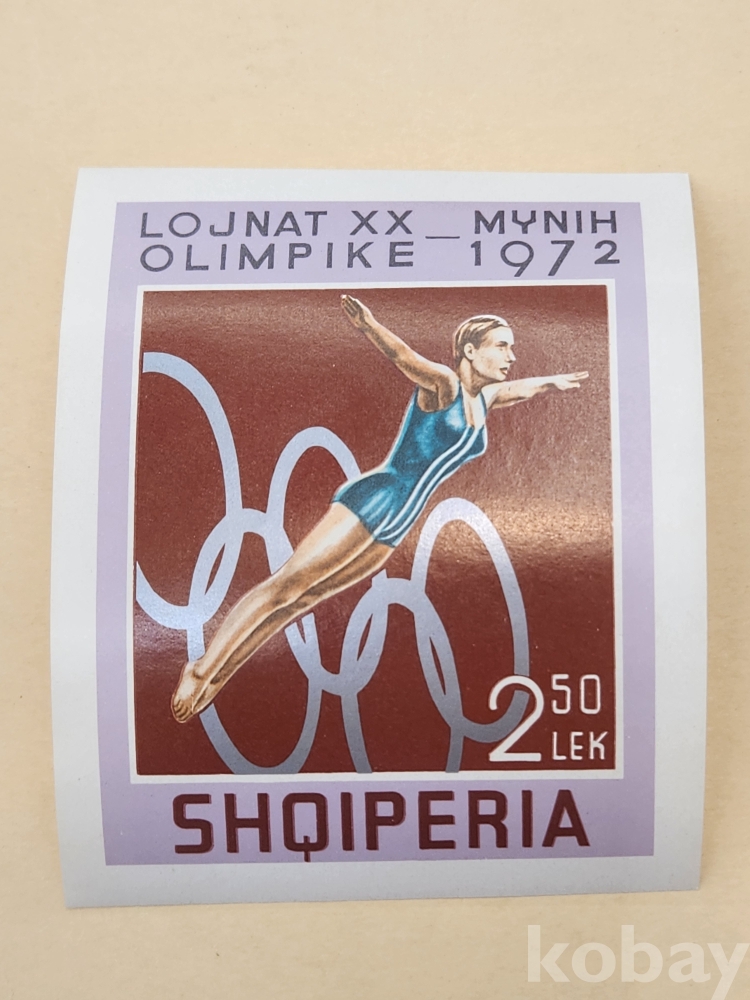 LOJNAT XX _ MYNIH
OLIMPIKE 1972
2 50
LEK
SHQIPERIA
kobay